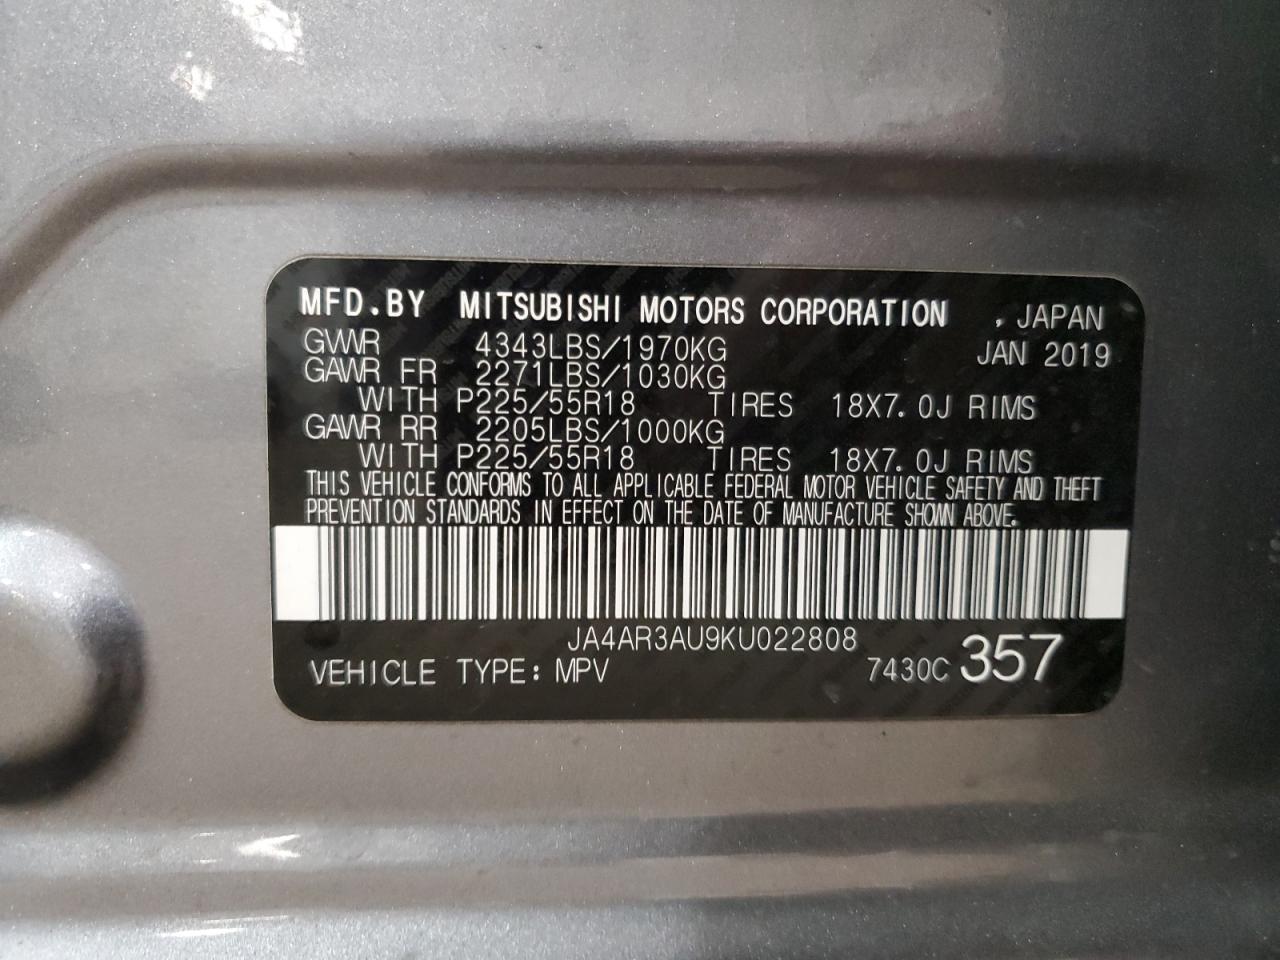 MFD.BY MITSUBISHI MOTORS CORPORATION , JAPAN
GVWR 4343LBS/1970KG JAN 2019
GAWR FR 2271LBS/1030KG
WITH P225/55R18 TIRES 18X7.0J RIMS
GAWR RR 2205LBS/1000KG
WITH P225/55R18 TIRES 18X7.0J RIMS
THIS VEHICLE CONFORMS TO ALL APPLICABLE FEDERAL MOTOR VEHICLE SAFETY AND THEFT
PREVENTION STANDARDS IN EFFECT ON THE DATE OF MANUFACTURE SHOWN ABOVE.
JA4AR3AU9KU022808
VEHICLE TYPE: MPV 7430C 357